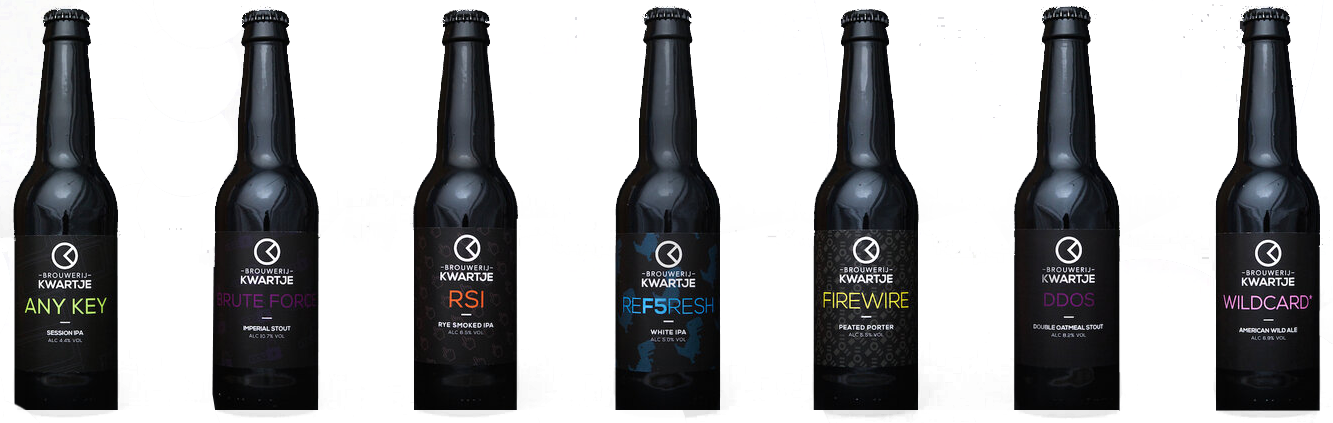 -BROUWERIJ-
KWARTJE
ANY KEY
SESSION IPA
ALC 4.4% VOL
-BROUWERIJ-
KWARTJE
BRUTE FORCE
IMPERIAL STOUT
ALC 10.7% VOL
-BROUWERIJ-
KWARTJE
RSI
RYE SMOKED IPA
ALC 6.5% VOL
-BROUWERIJ-
KWARTJE
REF5RESH
WHITE IPA
ALC 5.0% VOL
-BROUWERIJ-
KWARTJE
FIREWIRE
PEATED PORTER
ALC 5.5% VOL
-BROUWERIJ-
KWARTJE
DDOS
DOUBLE OATMEAL STOUT
ALC 8.2% VOL
-BROUWERIJ-
KWARTJE
WILDCARD*
AMERICAN WILD ALE
ALC 6.9% VOL